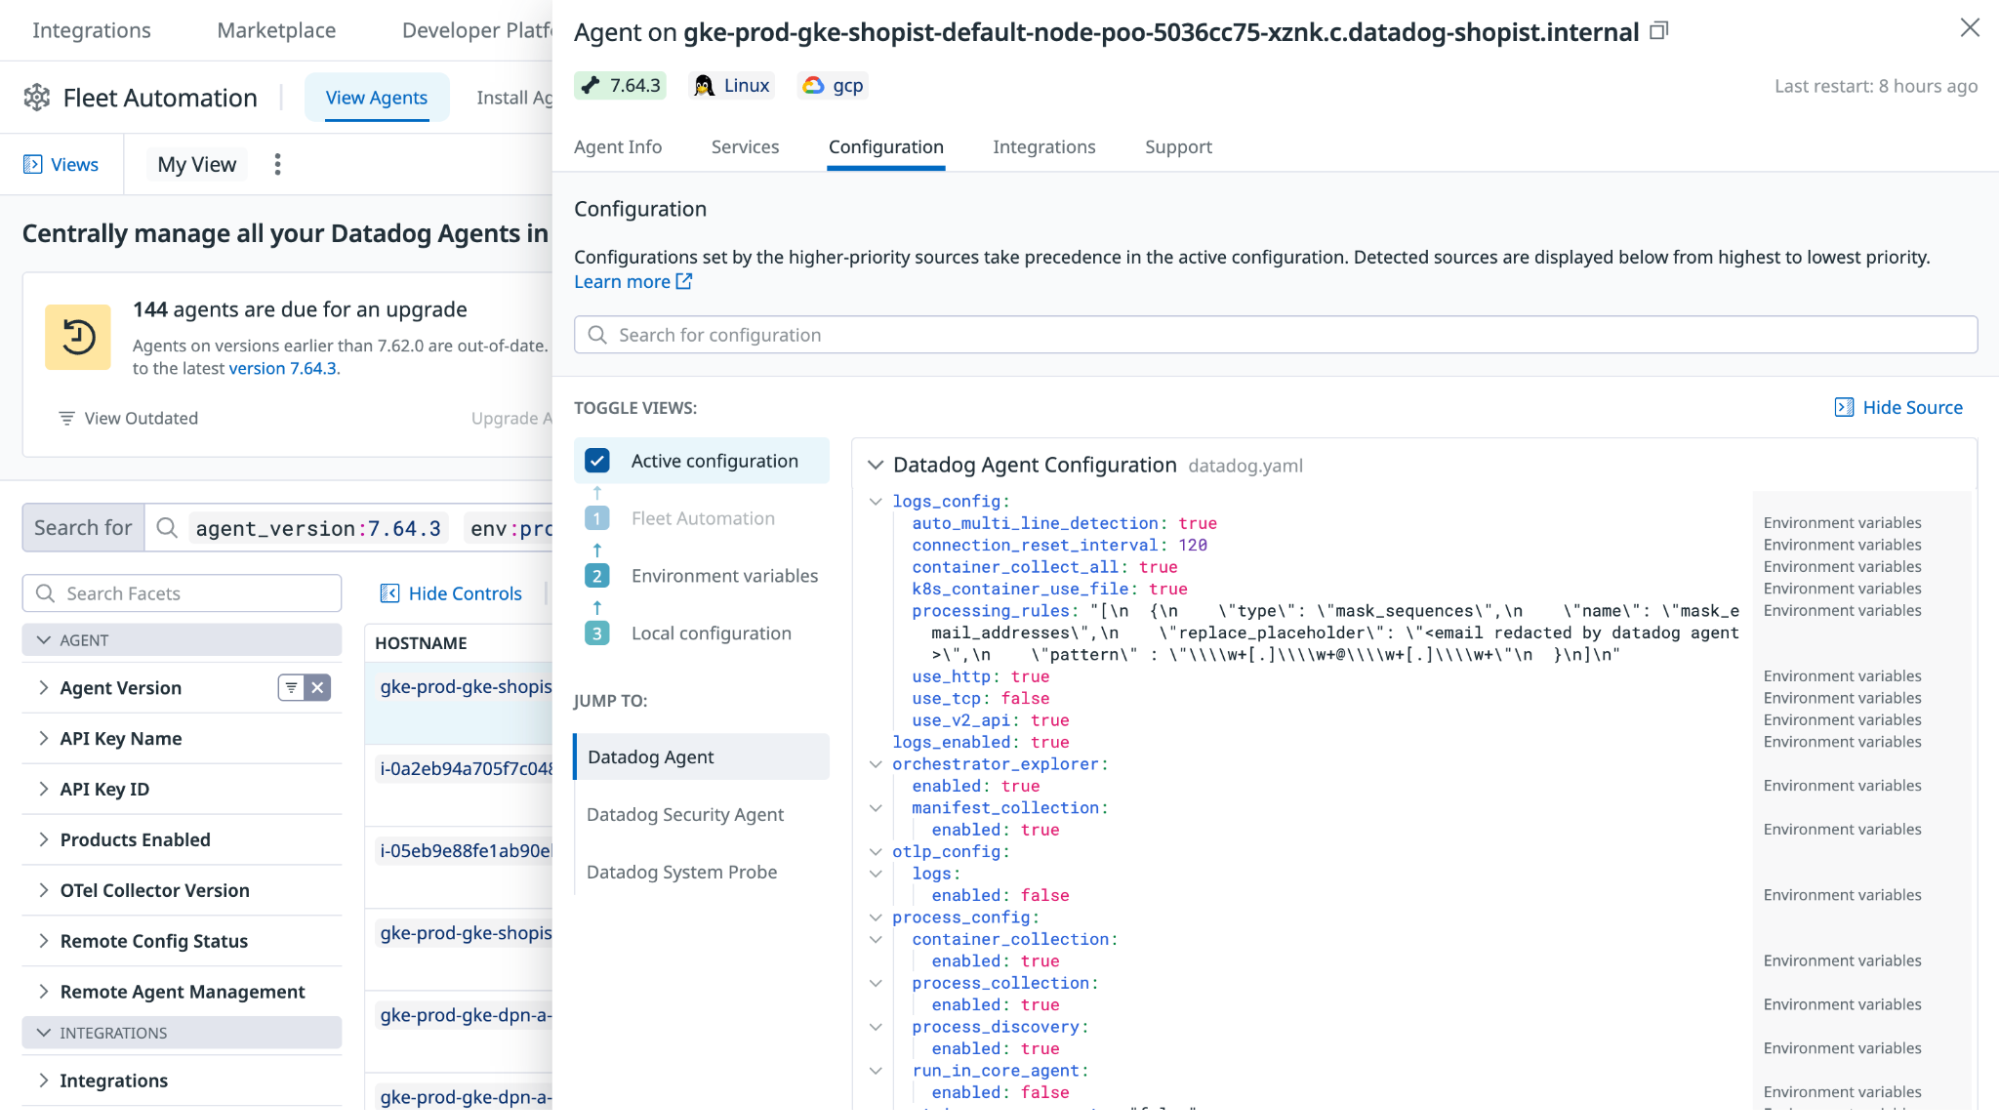 Integrations Marketplace Developer Platfo
Fleet Automation View Agents Install Ag
Views My View
Centrally manage all your Datadog Agents in
144 agents are due for an upgrade
Agents on versions earlier than 7.62.0 are out-of-date.
to the latest version 7.64.3.
View Outdated Upgrade A
Search for agent_version:7.64.3 env:pro
Search Facets
Hide Controls
AGENT
Agent Version
API Key Name
API Key ID
Products Enabled
OTel Collector Version
Remote Config Status
Remote Agent Management
INTEGRATIONS
Integrations
HOSTNAME
gke-prod-gke-shopis
i-0a2eb94a705f7c048
i-05eb9e88fe1ab90e
gke-prod-gke-shopis
gke-prod-gke-dpn-a-
gke-prod-gke-dpn-a-
Agent on gke-prod-gke-shopist-default-node-poo-5036cc75-xznk.c.datadog-shopist.internal
7.64.3 Linux gcp
Last restart: 8 hours ago
Agent Info Services Configuration Integrations Support
Configuration
Configurations set by the higher-priority sources take precedence in the active configuration. Detected sources are displayed below from highest to lowest priority.
Learn more
Search for configuration
TOGGLE VIEWS:
Hide Source
Active configuration
1 Fleet Automation
2 Environment variables
3 Local configuration
JUMP TO:
Datadog Agent
Datadog Security Agent
Datadog System Probe
Datadog Agent Configuration datadog.yaml
logs_config:
auto_multi_line_detection: true Environment variables
connection_reset_interval: 120 Environment variables
container_collect_all: true Environment variables
k8s_container_use_file: true Environment variables
processing_rules: "[\n  {\n    \"type\": \"mask_sequences\",\n    \"name\": \"mask_e Environment variables
mail_addresses\",\n    \"replace_placeholder\": \"<email redacted by datadog agent
>\",\n    \"pattern\" : \"\\\\w+[.]\\\\w+@\\\\w+[.]\\\\w+\"\n  }\n]\n"
use_http: true Environment variables
use_tcp: false Environment variables
use_v2_api: true Environment variables
logs_enabled: true Environment variables
orchestrator_explorer:
enabled: true Environment variables
manifest_collection:
enabled: true Environment variables
otlp_config:
logs:
enabled: false Environment variables
process_config:
container_collection:
enabled: true Environment variables
process_collection:
enabled: true Environment variables
process_discovery:
enabled: true Environment variables
run_in_core_agent:
enabled: false Environment variables